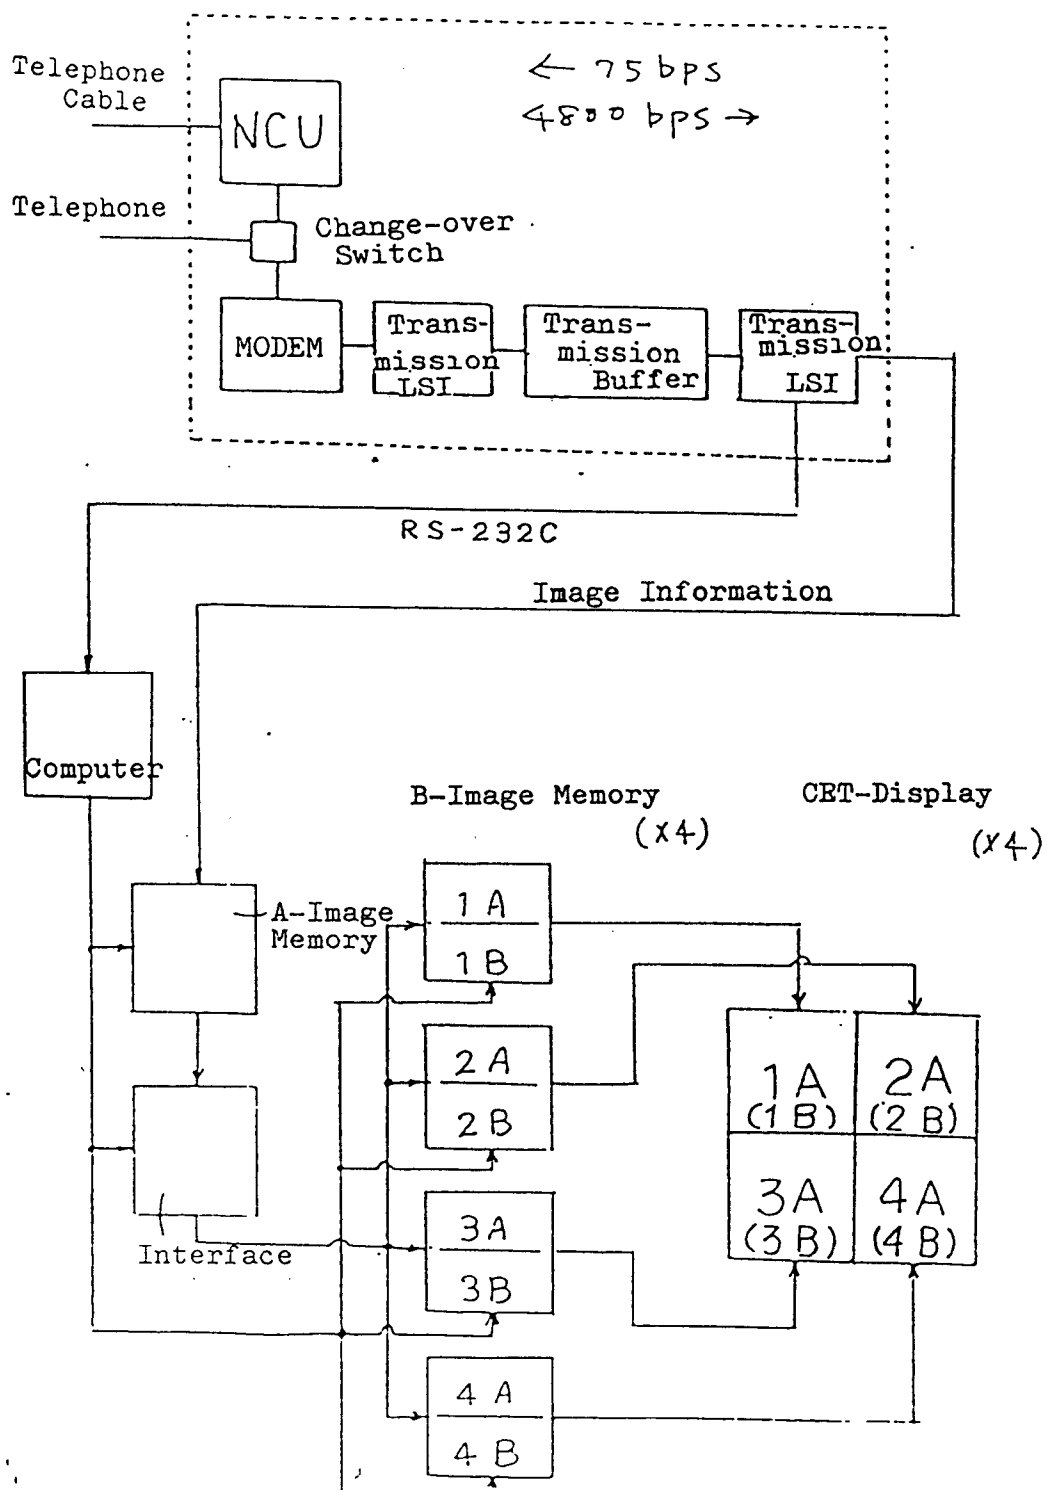 Telephone
Cable
← 75 bps
←4800 bps →
NCU
Telephone
Change-over
Switch
MODEM
Trans-
mission
LSI
Trans-
mission
Buffer
Trans-
mission
LSI
RS-232C
Image Information
Computer
B-Image Memory
(x4)
CRT-Display
(x4)
A-Image
Memory
1A
1B
2A
2B
3A
3B
4A
4B
1A
(1B)
2A
(2B)
3A
(3B)
4A
(4B)
Interface